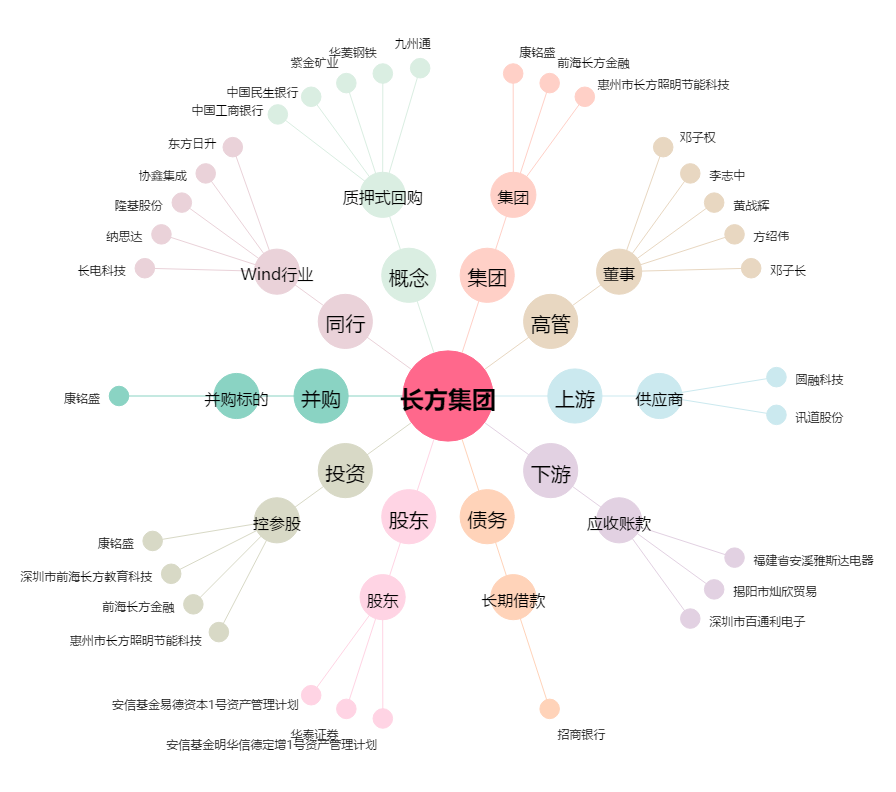 九州通
华菱钢铁
紫金矿业
中国民生银行
中国工商银行
康铭盛
前海长方金融
惠州市长方照明节能科技
东方日升
协鑫集成
隆基股份
纳思达
长电科技
质押式回购
集团
邓子权
李志中
黄战辉
方绍伟
邓子长
Wind行业
概念
集团
董事
同行
高管
康铭盛
并购标的
并购
长方集团
上游
供应商
圆融科技
讯道股份
投资
下游
控参股
股东
债务
应收账款
康铭盛
深圳市前海长方教育科技
前海长方金融
惠州市长方照明节能科技
福建省安溪雅斯达电器
揭阳市灿欣贸易
深圳市百通利电子
股东
长期借款
安信基金易德资本1号资产管理计划
华泰证券
安信基金明华信德定增1号资产管理计划
招商银行